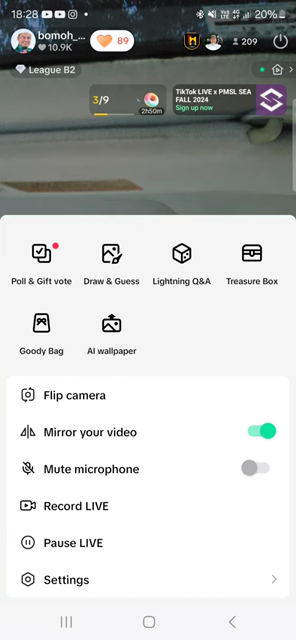 18:28
20%
bomoh_...
10.9K
89
209
League B2
3/9
2h50m
TikTok LIVE x PMSL SEA
FALL 2024
Sign up now
Poll & Gift vote
Draw & Guess
Lightning Q&A
Treasure Box
Goody Bag
AI wallpaper
Flip camera
Mirror your video
Mute microphone
Record LIVE
Pause LIVE
Settings